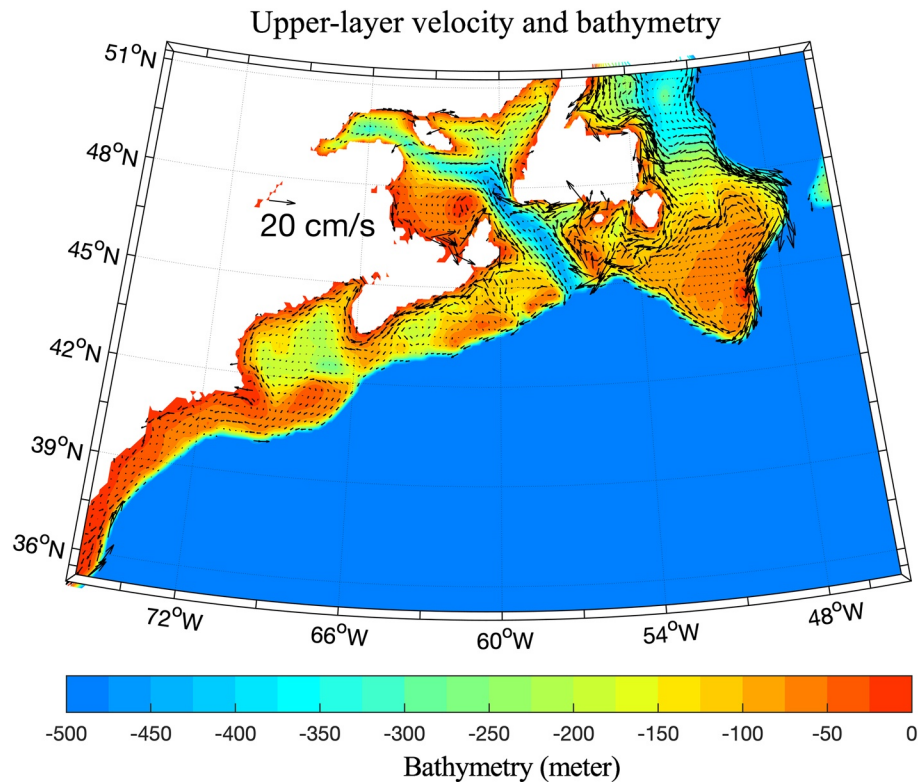 Upper-layer velocity and bathymetry
51°N
48°N
45°N
42°N
39°N
36°N
20 cm/s
72°W
66°W
60°W
54°W
48°W
-500 -450 -400 -350 -300 -250 -200 -150 -100 -50 0
Bathymetry (meter)